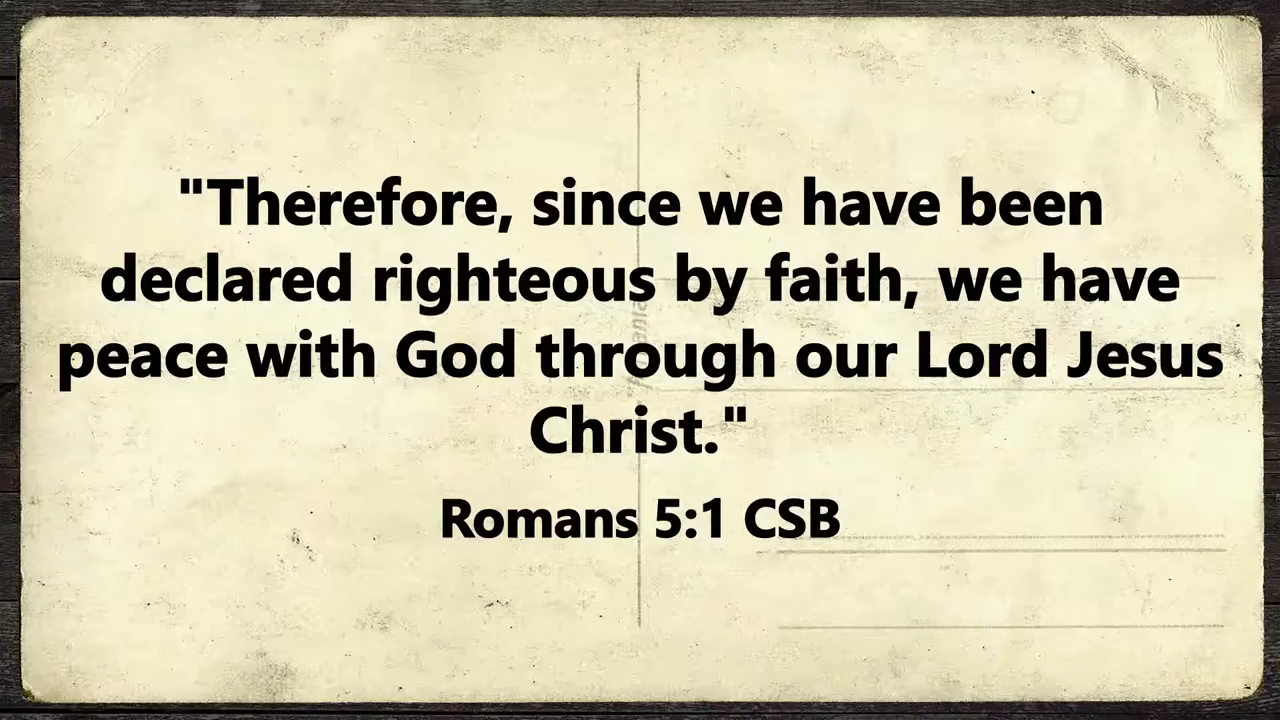 "Therefore, since we have been
declared righteous by faith, we have
peace with God through our Lord Jesus
Christ."
Romans 5:1 CSB